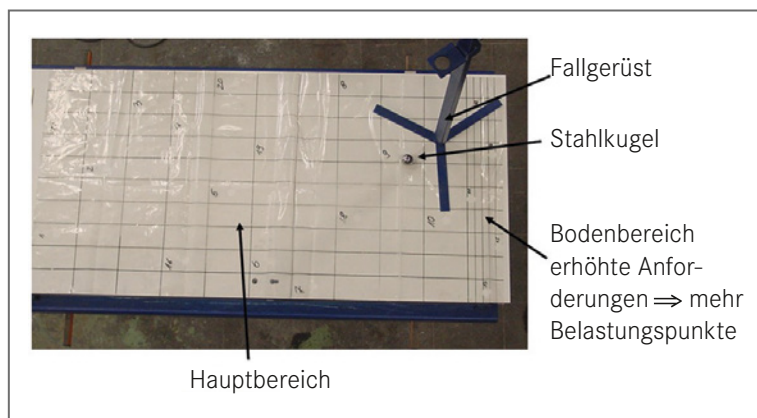 Fallgerüst
Stahlkugel
Bodenbereich
erhöhte Anfor-
derungen ⇒ mehr
Belastungspunkte
Hauptbereich